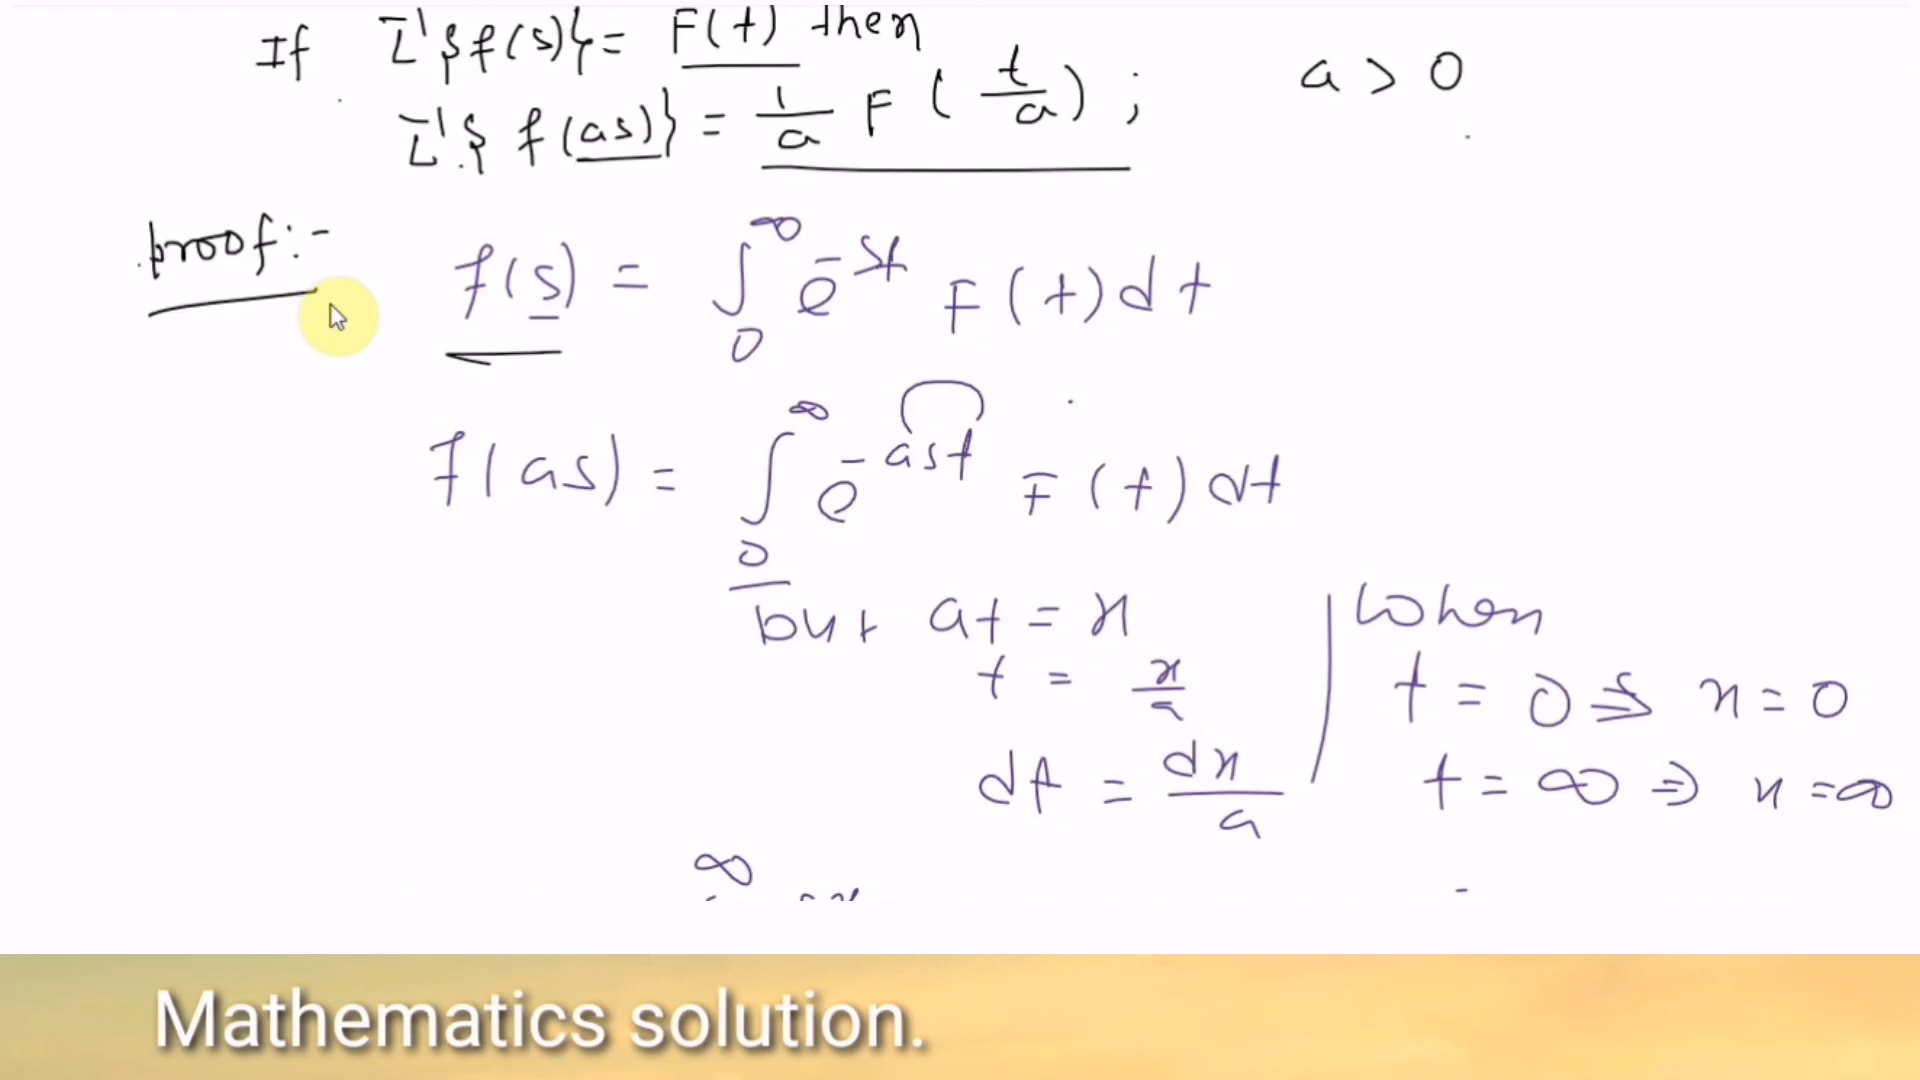 If L⁻¹{f(s)} = F(t) then
L⁻¹{f(as)} = 1/a F(t/a) ; a > 0
proof:-
f(s) = ∫₀^∞ e^-st F(t) dt
f(as) = ∫₀^∞ e^-ast F(t) dt
but at = x
t = x/a
dt = dx/a
When
t = 0 ⇒ x = 0
t = ∞ ⇒ x = ∞
∞
Mathematics solution.